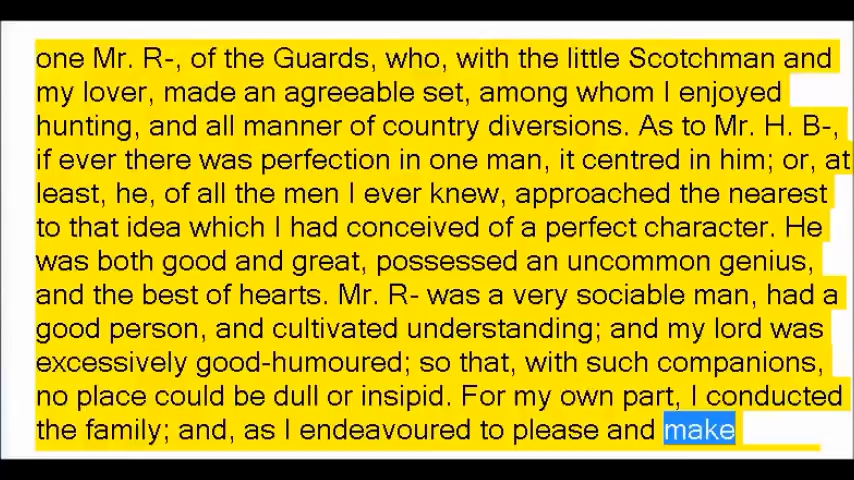 one Mr. R-, of the Guards, who, with the little Scotchman and
my lover, made an agreeable set, among whom I enjoyed
hunting, and all manner of country diversions. As to Mr. H. B-,
if ever there was perfection in one man, it centred in him; or, at
least, he, of all the men I ever knew, approached the nearest
to that idea which I had conceived of a perfect character. He
was both good and great, possessed an uncommon genius,
and the best of hearts. Mr. R- was a very sociable man, had a
good person, and cultivated understanding; and my lord was
excessively good-humoured; so that, with such companions,
no place could be dull or insipid. For my own part, I conducted
the family; and, as I endeavoured to please and make